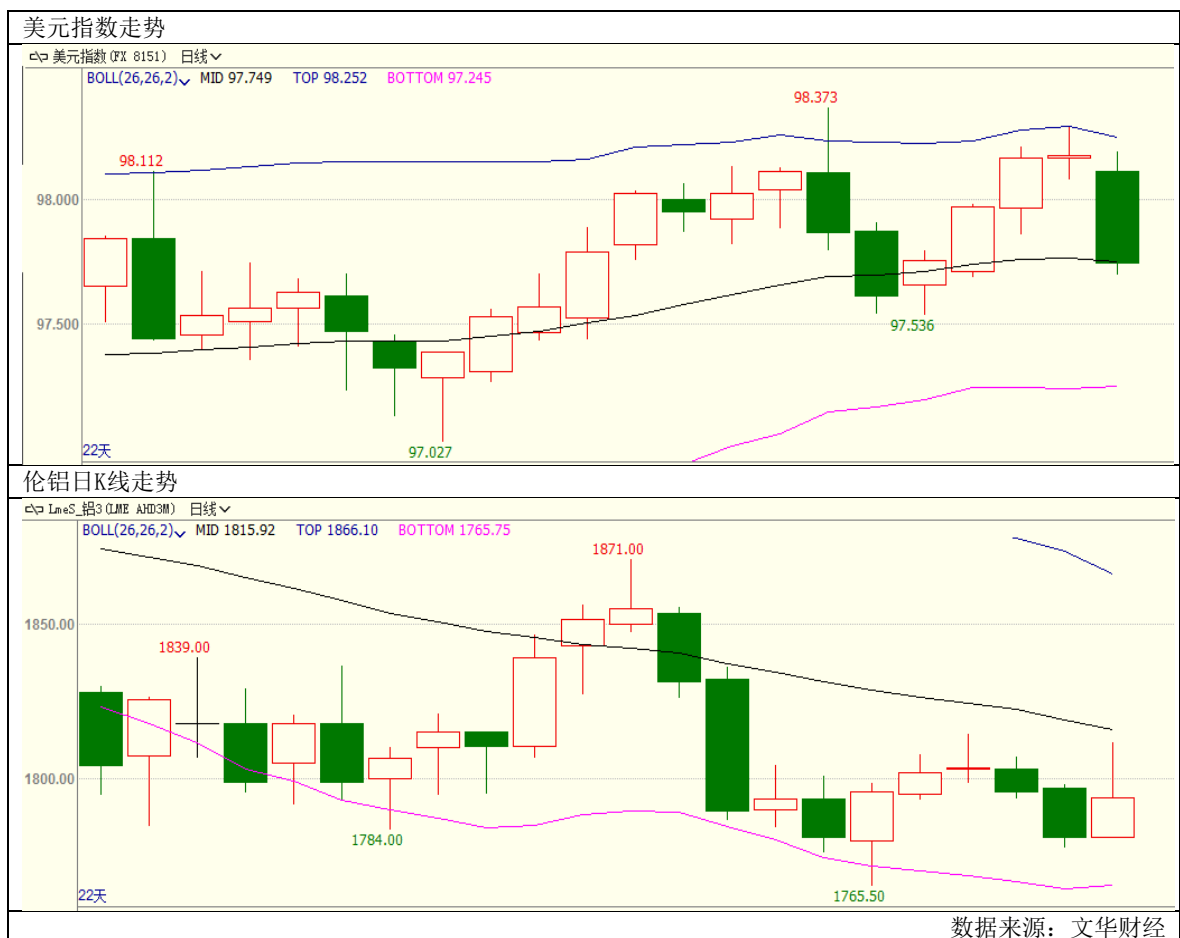 美元指数走势
美元指数(FX 8151) 日线
BOLL(26,26,2) MID 97.749 TOP 98.252 BOTTOM 97.245
98.373
98.112
98.000
97.500
97.536
97.027
22天
伦铝日K线走势
LmeS_铝3(LME AHD3M) 日线
BOLL(26,26,2) MID 1815.92 TOP 1866.10 BOTTOM 1765.75
1871.00
1850.00
1839.00
1800.00
1784.00
1765.50
22天
数据来源：文华财经